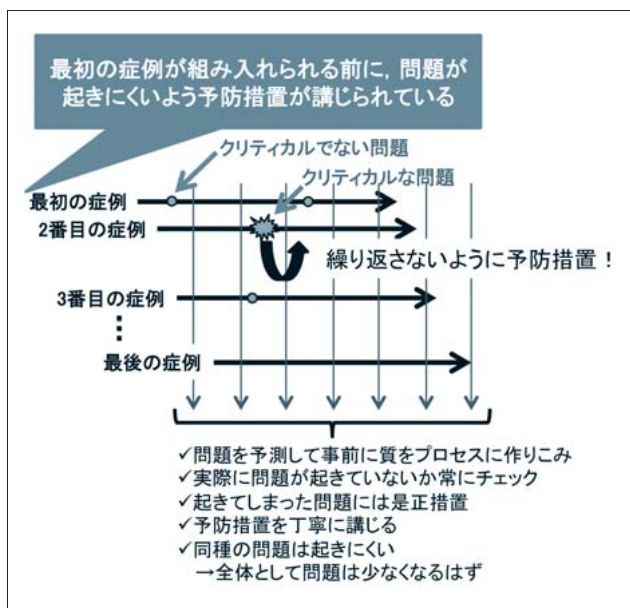 最初の症例が組み入れられる前に，問題が
起きにくいよう予防措置が講じられている
クリティカルでない問題
クリティカルな問題
最初の症例
2番目の症例
繰り返さないように予防措置！
3番目の症例
最後の症例
✓問題を予測して事前に質をプロセスに作りこみ
✓実際に問題が起きていないか常にチェック
✓起きてしまった問題には是正措置
✓予防措置を丁寧に講じる
✓同種の問題は起きにくい
→全体として問題は少なくなるはず